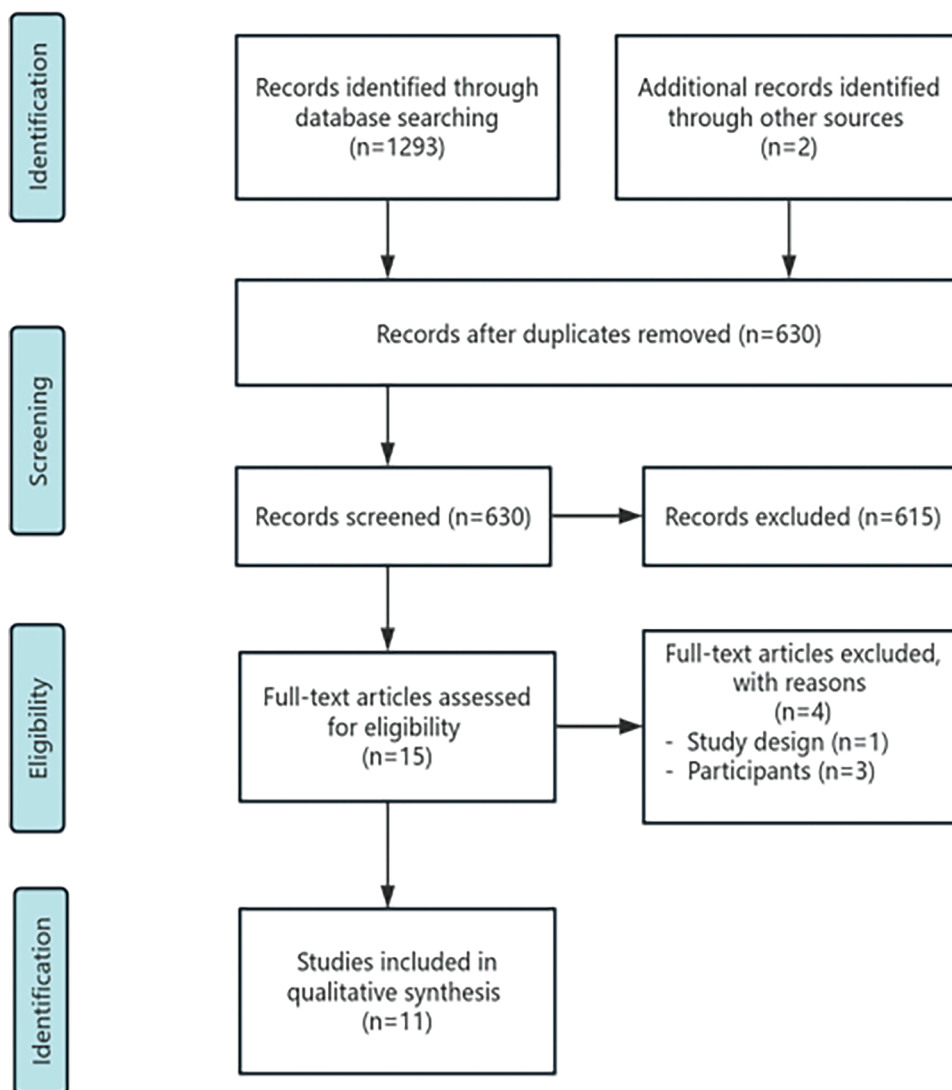 Identification
Records identified through
database searching
(n=1293)
Additional records identified
through other sources
(n=2)
Records after duplicates removed (n=630)
Screening
Records screened (n=630)
Records excluded (n=615)
Eligibility
Full-text articles assessed
for eligibility
(n=15)
Full-text articles excluded,
with reasons
(n=4)
- Study design (n=1)
- Participants (n=3)
Identification
Studies included in
qualitative synthesis
(n=11)